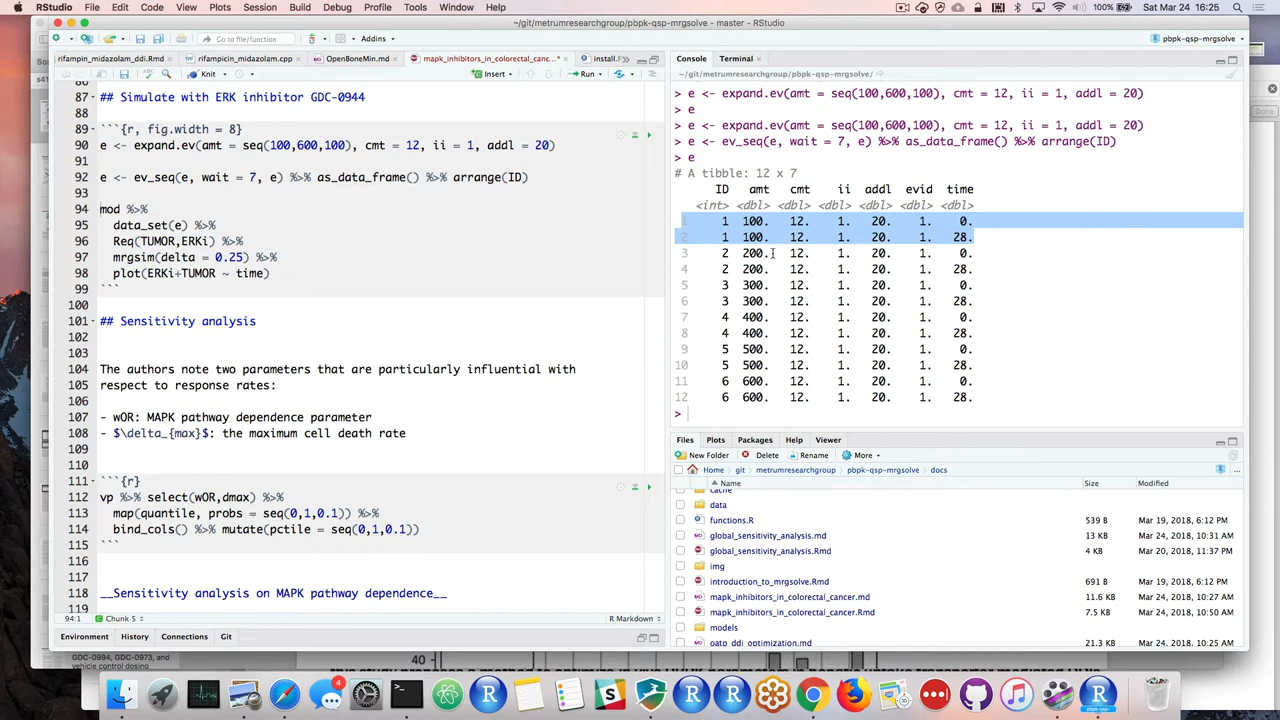 RStudio File Edit Code View Plots Session Build Debug Profile Tools Window Help 100% Sat Mar 24 16:25
~/git/metrumresearchgroup/pbpk-qsp-mrgsolve - master - RStudio
Go to file/function Addins pbpk-qsp-mrgsolve
rifampin_midazolam_ddi.Rmd rifampicin_midazolam.cpp OpenBoneMin.md mapk_inhibitors_in_colorectal_canc... install.R
Knit Insert Run
86
87 ## Simulate with ERK inhibitor GDC-0944
88
89 ```{r, fig.width = 8}
90 e <- expand.ev(amt = seq(100,600,100), cmt = 12, ii = 1, addl = 20)
91
92 e <- ev_seq(e, wait = 7, e) %>% as_data_frame() %>% arrange(ID)
93
94 mod %>%
95 data_set(e) %>%
96 Req(TUMOR,ERKi) %>%
97 mrgsim(delta = 0.25) %>%
98 plot(ERKi+TUMOR ~ time)
99 ```
100
101 ## Sensitivity analysis
102
103
104 The authors note two parameters that are particularly influential with
105 respect to response rates:
106
107 - wOR: MAPK pathway dependence parameter
108 - $\delta_{max}$: the maximum cell death rate
109
110
111 ```{r}
112 vp %>% select(wOR,dmax) %>%
113 map(quantile, probs = seq(0,1,0.1)) %>%
114 bind_cols() %>% mutate(pctile = seq(0,1,0.1))
115 ```
116
117
118 __Sensitivity analysis on MAPK pathway dependence__
119
94:1 Chunk 5 R Markdown
Environment History Connections Git
Console Terminal
~/git/metrumresearchgroup/pbpk-qsp-mrgsolve/
> e <- expand.ev(amt = seq(100,600,100), cmt = 12, ii = 1, addl = 20)
> e
> e <- expand.ev(amt = seq(100,600,100), cmt = 12, ii = 1, addl = 20)
> e <- ev_seq(e, wait = 7, e) %>% as_data_frame() %>% arrange(ID)
> e
# A tibble: 12 x 7
ID amt cmt ii addl evid time
<int> <dbl> <dbl> <dbl> <dbl> <dbl> <dbl>
1 1 100. 12. 1. 20. 1. 0.
2 1 100. 12. 1. 20. 1. 28.
3 2 200. 12. 1. 20. 1. 0.
4 2 200. 12. 1. 20. 1. 28.
5 3 300. 12. 1. 20. 1. 0.
6 3 300. 12. 1. 20. 1. 28.
7 4 400. 12. 1. 20. 1. 0.
8 4 400. 12. 1. 20. 1. 28.
9 5 500. 12. 1. 20. 1. 0.
10 5 500. 12. 1. 20. 1. 28.
11 6 600. 12. 1. 20. 1. 0.
12 6 600. 12. 1. 20. 1. 28.
>
Files Plots Packages Help Viewer
New Folder Delete Rename More
Home git metrumresearchgroup pbpk-qsp-mrgsolve docs
Name Size Modified
cache
data
functions.R 539 B Mar 19, 2018, 6:12 PM
global_sensitivity_analysis.md 13 KB Mar 24, 2018, 10:31 AM
global_sensitivity_analysis.Rmd 4 KB Mar 20, 2018, 11:37 PM
img
introduction_to_mrgsolve.Rmd 691 B Mar 19, 2018, 6:12 PM
mapk_inhibitors_in_colorectal_cancer.md 11.6 KB Mar 24, 2018, 10:27 AM
mapk_inhibitors_in_colorectal_cancer.Rmd 7.5 KB Mar 24, 2018, 10:50 AM
models
oatp_ddi_optimization.md 21.3 KB Mar 24, 2018, 10:25 AM
Done
GDC-0994, GDC-0973, and
vehicle control dosing
40
4